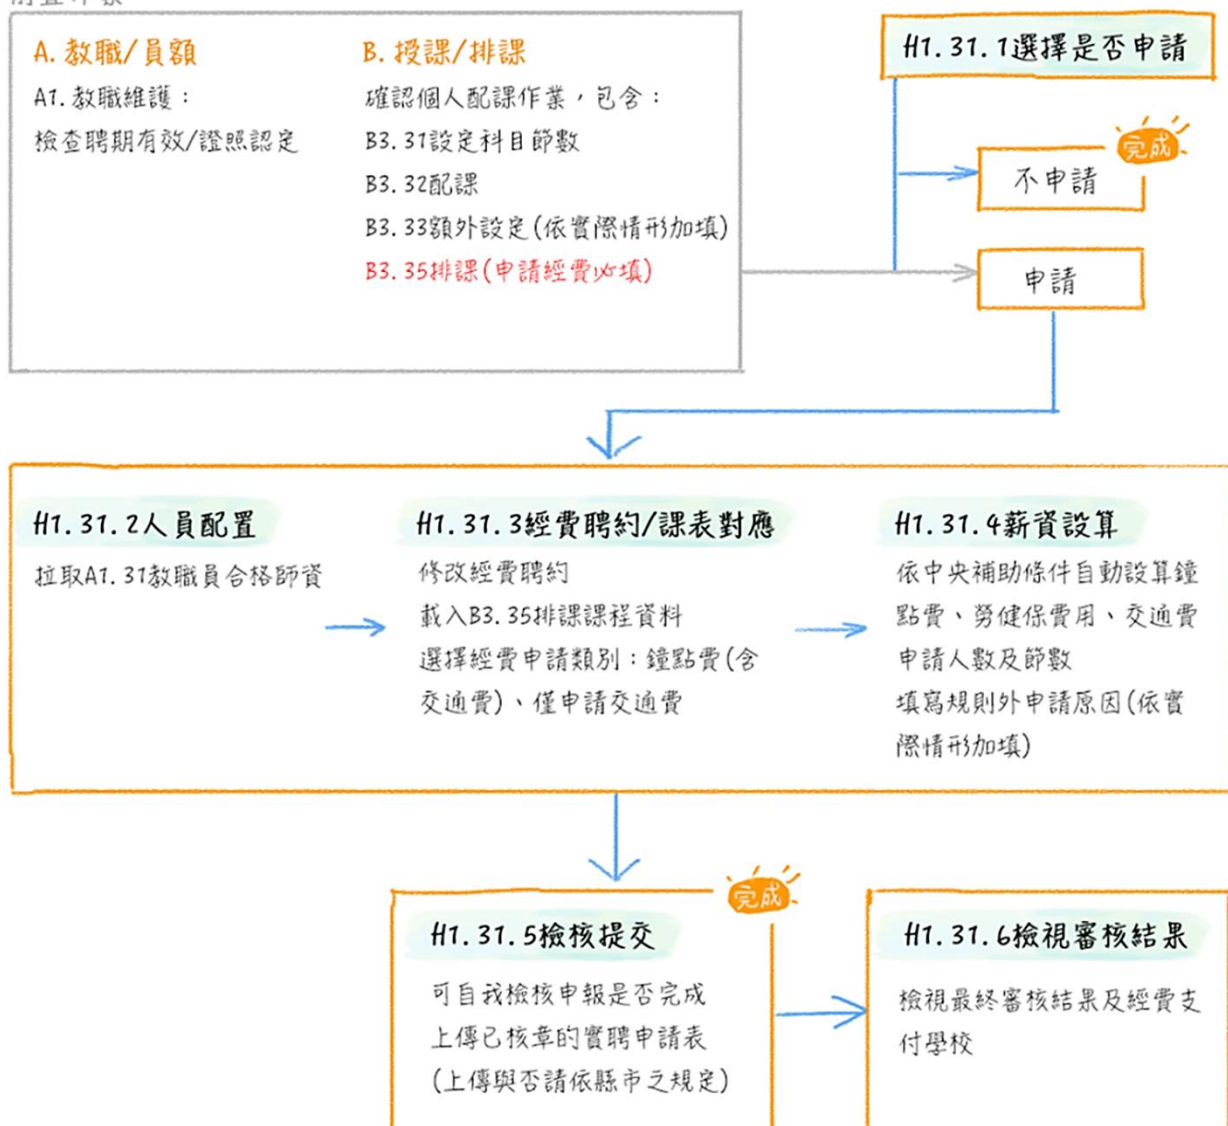 A. 教職/員額
A1. 教職維護：
檢查聘期有效/證照認定
B. 授課/排課
確認個人配課作業，包含：
B3.31設定科目節數
B3.32配課
B3.33額外設定(依實際情形加填)
B3.35排課(申請經費必填)
H1.31.1選擇是否申請
完成
不申請
申請
H1.31.2人員配置
拉取A1.31教職員合格師資
H1.31.3經費聘約/課表對應
修改經費聘約
載入B3.35排課課程資料
選擇經費申請類別：鐘點費(含
交通費)、僅申請交通費
H1.31.4薪資設算
依中央補助條件自動設算鐘
點費、勞健保費用、交通費
申請人數及節數
填寫規則外申請原因(依實
際情形加填)
完成
H1.31.5檢核提交
可自我檢核申報是否完成
上傳已核章的實聘申請表
(上傳與否請依縣市之規定)
H1.31.6檢視審核結果
檢視最終審核結果及經費支
付學校